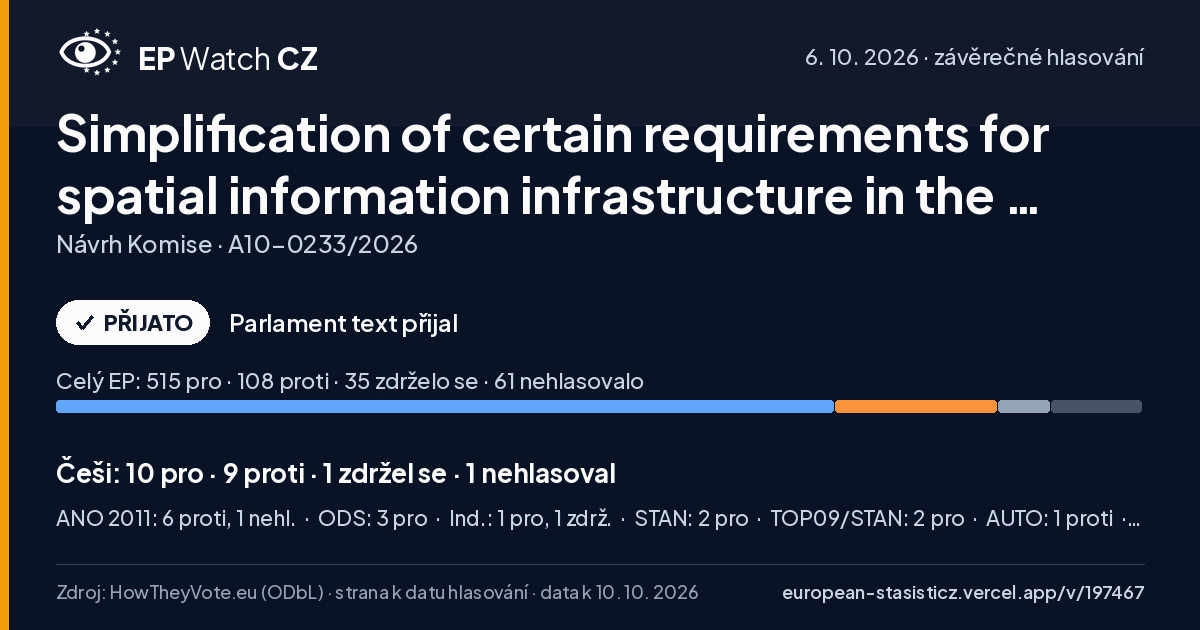 EP Watch CZ
6. 10. 2026 · závěrečné hlasování
Simplification of certain requirements for
spatial information infrastructure in the ...
Návrh Komise · A10–0233/2026
✓ PŘIJATO
Parlament text přijal
Celý EP: 515 pro · 108 proti · 35 zdrželo se · 61 nehlasovalo
Češi: 10 pro · 9 proti · 1 zdržel se · 1 nehlasoval
ANO 2011: 6 proti, 1 nehl. · ODS: 3 pro · Ind.: 1 pro, 1 zdrž. · STAN: 2 pro · TOP09/STAN: 2 pro · AUTO: 1 proti ·...
Zdroj: HowTheyVote.eu (ODbL) · strana k datu hlasování · data k 10. 10. 2026
european-stasisticz.vercel.app/v/197467